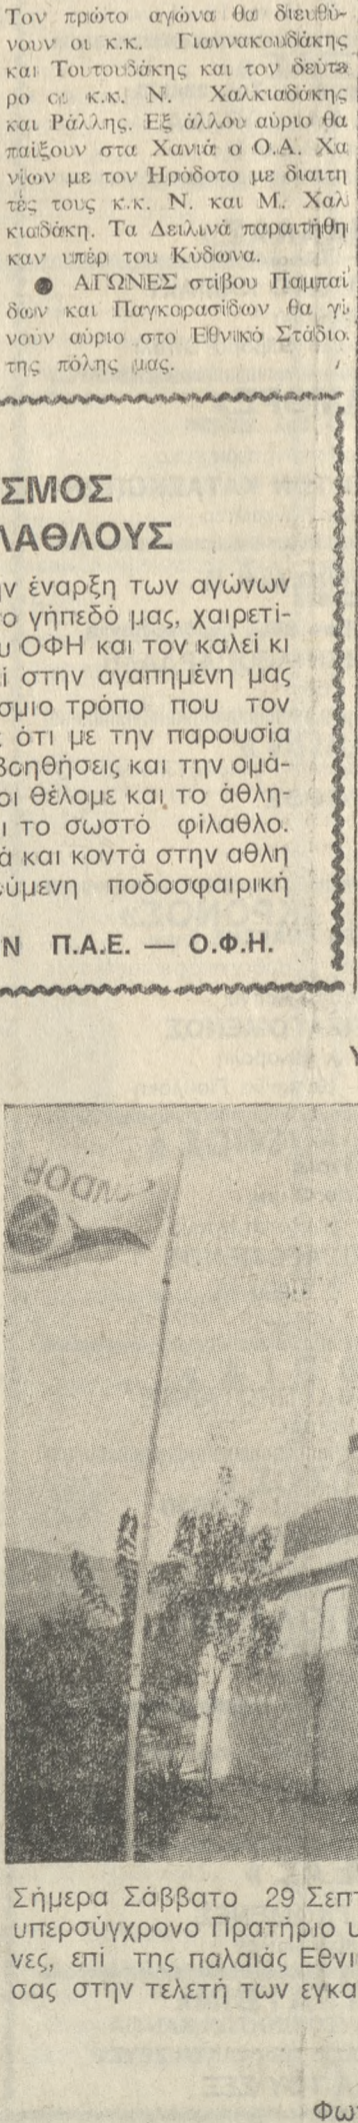 Τον πρώτο αγώνα θα διευθύ-
νουν οι κ.κ. Γιαννακουδάκης
και Τουτουδάκης και τον δεύτε
ρο οι κ.κ. Ν. Χαλκιαδάκης
και Ράλλης. Εξ άλλου αύριο θα
παίξουν στα Χανιά ο Ο.Α. Χα
νίων με τον Ηρόδοτο με διαιτη
τές τους κ.κ. Ν. και Μ. Χαλ
κιαδάκη. Τα Δειλινά παραιτήθη
καν υπέρ του Κύδωνα.
● ΑΓΩΝΕΣ στίβου Παμπαί
δων και Παγκορασίδων θα γί
νουν αύριο στο Εθνικό Στάδιο
της πόλης μας.
ΣΜΟΣ
ΛΑΘΛΟΥΣ
ην έναρξη των αγώνων
το γήπεδό μας, χαιρετί-
υ ΟΦΗ και τον καλεί κι
εί στην αγαπημένη μας
σμιο τρόπο που τον
ε ότι με την παρουσία
βοηθήσεις και την ομά-
οι θέλομε και το άθλη-
ι το σωστό φίλαθλο.
ά και κοντά στην αθλη
εύμενη ποδοσφαιρική
Ν Π.Α.Ε. — Ο.Φ.Η.
Σήμερα Σάββατο 29 Σεπτ
υπερσύγχρονο Πρατήριο υ
νες, επί της παλαιάς Εθνι
σας στην τελετή των εγκα
Φω